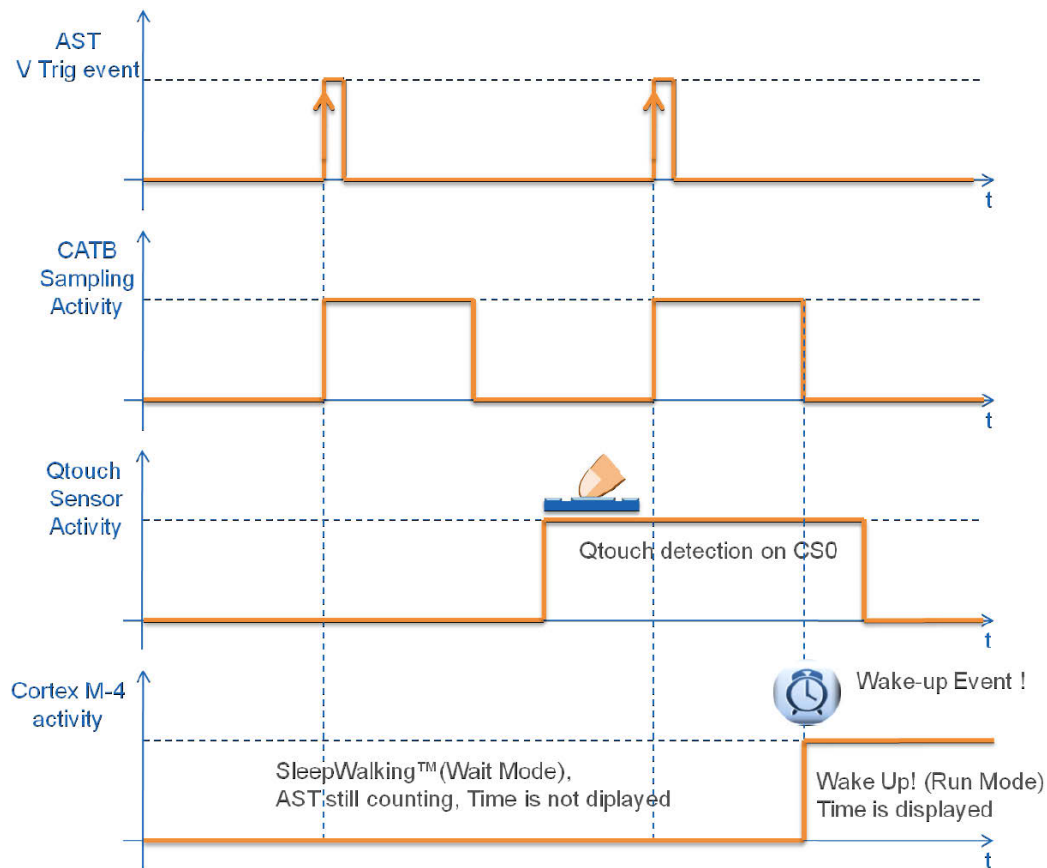 AST
V Trig event
t
CATB
Sampling
Activity
t
Qtouch
Sensor
Activity
Qtouch detection on CS0
t
Cortex M-4
activity
Wake-up Event !
SleepWalking™(Wait Mode),
AST still counting, Time is not diplayed
Wake Up! (Run Mode)
Time is displayed
t